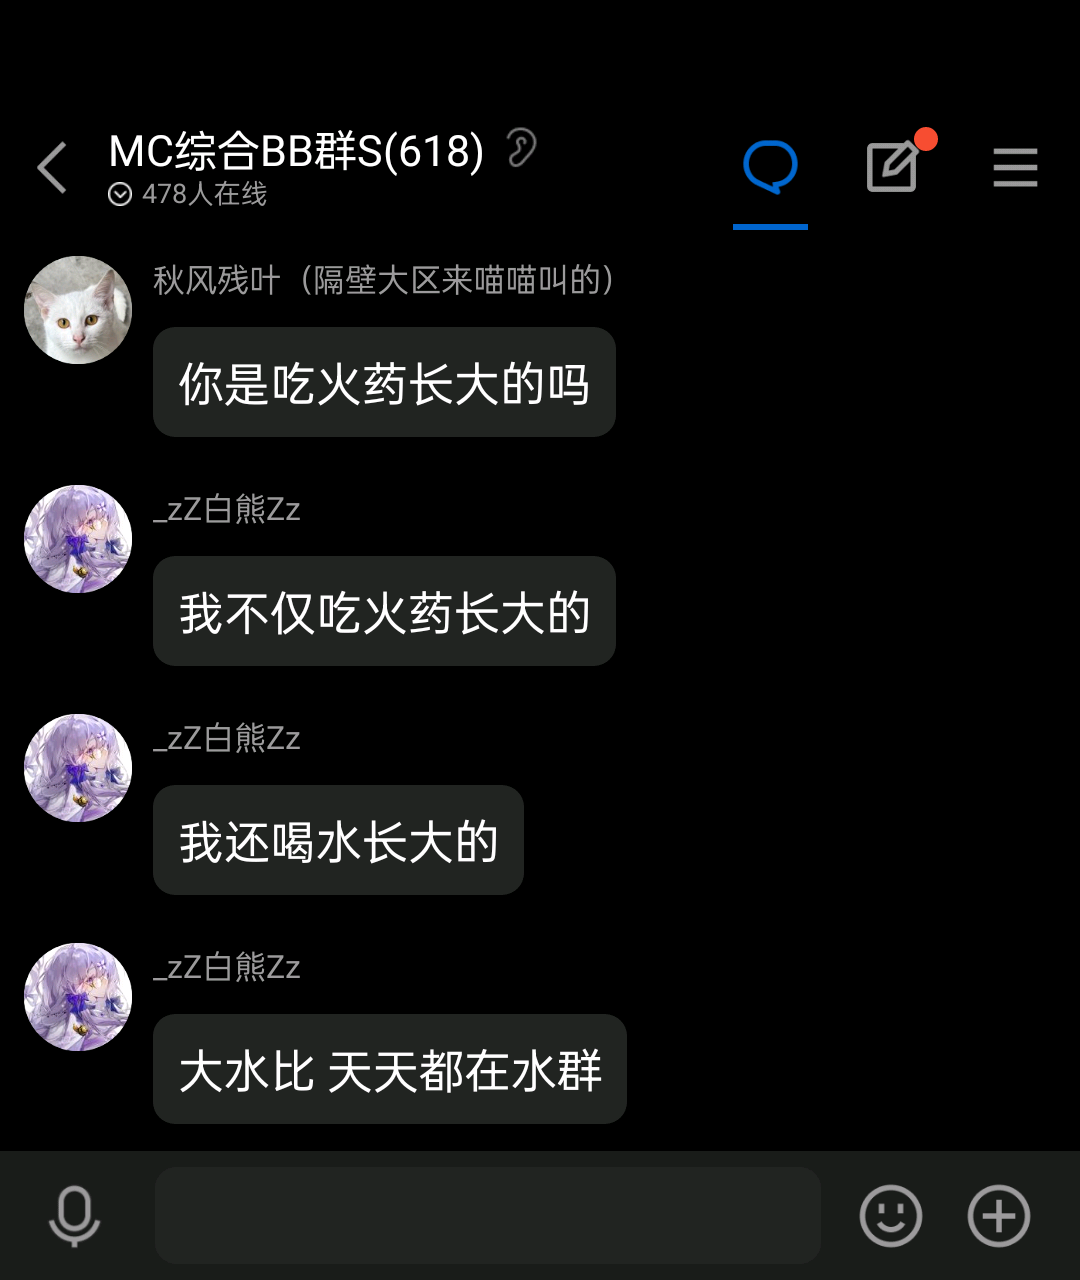 MC综合BB群S(618)
478人在线
秋风残叶（隔壁大区来喵喵叫的）
你是吃火药长大的吗
_zZ白熊Zz
我不仅吃火药长大的
_zZ白熊Zz
我还喝水长大的
_zZ白熊Zz
大水比 天天都在水群